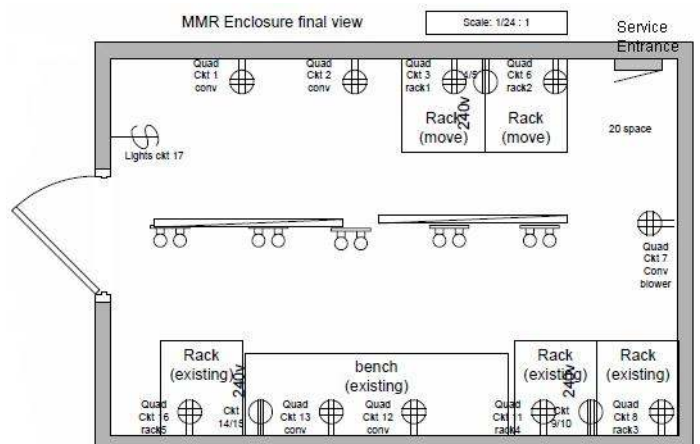 MMR Enclosure final view
Scale: 1/24 : 1
Service
Entrance
Quad
Ckt 1
conv
Quad
Ckt 2
conv
Quad
Ckt 3
rack1
4/5
240v
Quad
Ckt 6
rack2
Rack
(move)
Rack
(move)
20 space
Lights ckt 17
Quad
Ckt 7
Conv
blower
Rack
(existing)
240v
bench
(existing)
Rack
(existing)
240v
Rack
(existing)
Quad
Ckt 16
rack5
Ckt
14/15
Quad
Ckt 13
conv
Quad
Ckt 12
conv
Quad
Ckt 11
rack4
Ckt
9/10
Quad
Ckt 8
rack3